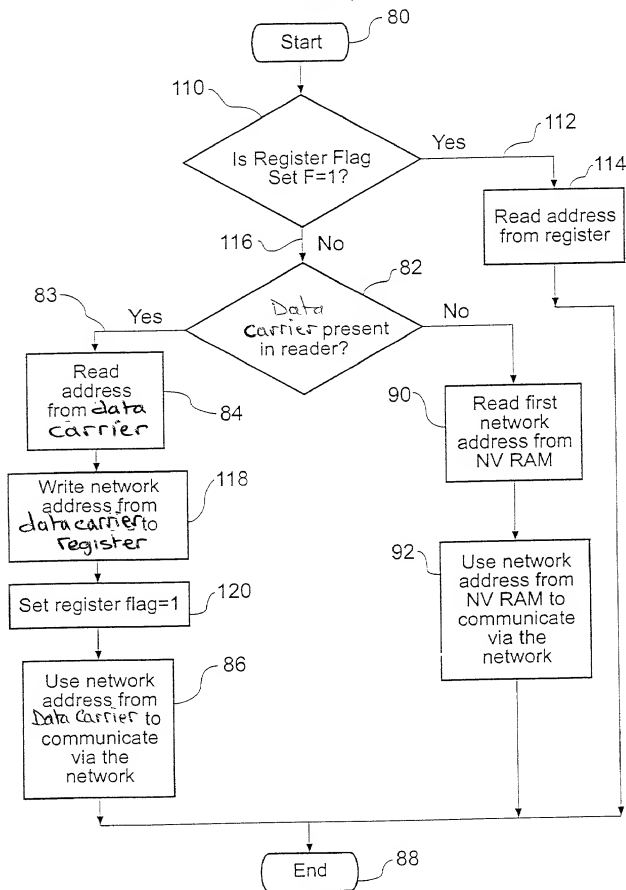 80
Start
110
Is Register Flag
Set F=1?
Yes
112
114
Read address
from register
116
No
82
83
Yes
Data
carrier present
in reader?
No
Read
address
from data
carrier
84
90
Read first
network
address from
NV RAM
Write network
address from
data carrier to
register
118
Set register flag=1
120
92
Use network
address from
NV RAM to
communicate
via the
network
Use network
address from
Data Carrier to
communicate
via the
network
86
End
88